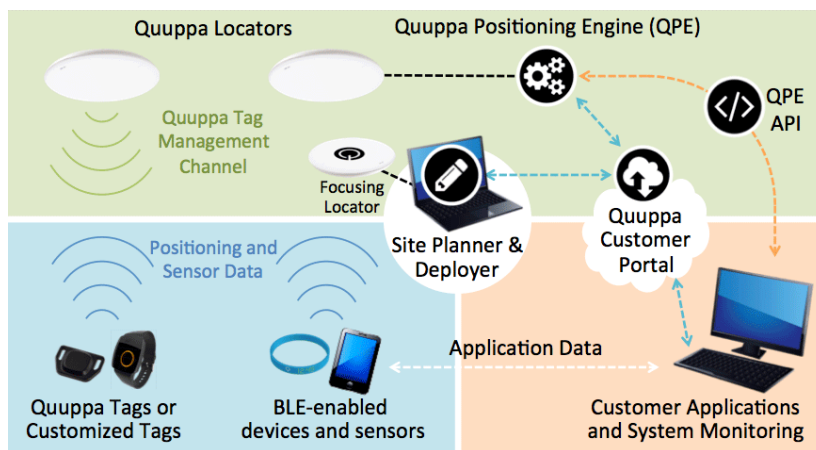 Quuppa Locators
Quuppa Positioning Engine (QPE)
Quuppa Tag
Management
Channel
QPE
API
Focusing
Locator
Site Planner &
Deployer
Quuppa
Customer
Portal
Positioning and
Sensor Data
Application Data
Quuppa Tags or
Customized Tags
BLE-enabled
devices and sensors
Customer Applications
and System Monitoring